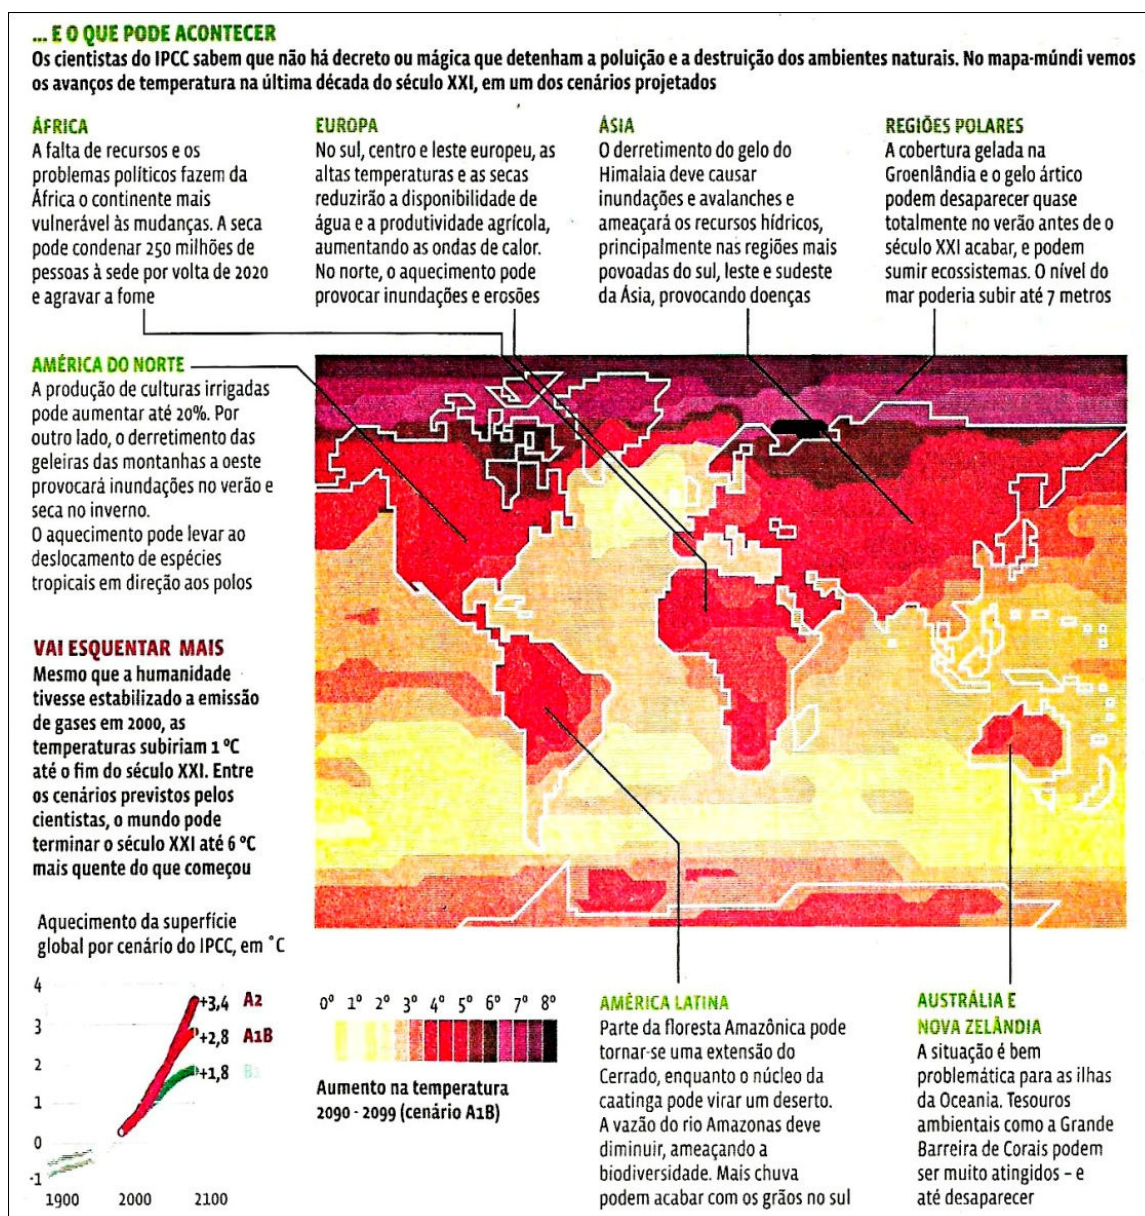 ... E O QUE PODE ACONTECER
Os cientistas do IPCC sabem que não há decreto ou mágica que detenham a poluição e a destruição dos ambientes naturais. No mapa-múndi vemos
os avanços de temperatura na última década do século XXI, em um dos cenários projetados
ÁFRICA
A falta de recursos e os
problemas políticos fazem da
África o continente mais
vulnerável às mudanças. A seca
pode condenar 250 milhões de
pessoas à sede por volta de 2020
e agravar a fome
EUROPA
No sul, centro e leste europeu, as
altas temperaturas e as secas
reduzirão a disponibilidade de
água e a produtividade agrícola,
aumentando as ondas de calor.
No norte, o aquecimento pode
provocar inundações e erosões
ÁSIA
O derretimento do gelo do
Himalaia deve causar
inundações e avalanches e
ameaçará os recursos hídricos,
principalmente nas regiões mais
povoadas do sul, leste e sudeste
da Ásia, provocando doenças
REGIÕES POLARES
A cobertura gelada na
Groenlândia e o gelo ártico
podem desaparecer quase
totalmente no verão antes de o
século XXI acabar, e podem
sumir ecossistemas. O nível do
mar poderia subir até 7 metros
AMÉRICA DO NORTE
A produção de culturas irrigadas
pode aumentar até 20%. Por
outro lado, o derretimento das
geleiras das montanhas a oeste
provocará inundações no verão e
seca no inverno.
O aquecimento pode levar ao
deslocamento de espécies
tropicais em direção aos polos
VAI ESQUENTAR MAIS
Mesmo que a humanidade
tivesse estabilizado a emissão
de gases em 2000, as
temperaturas subiriam 1 ºC
até o fim do século XXI. Entre
os cenários previstos pelos
cientistas, o mundo pode
terminar o século XXI até 6 ºC
mais quente do que começou
Aquecimento da superfície
global por cenário do IPCC, em °C
4
3
2
1
0
-1
+3,4 A2
+2,8 A1B
+1,8 B1
1900 2000 2100
0º 1º 2º 3º 4º 5º 6º 7º 8º
Aumento na temperatura
2090 - 2099 (cenário A1B)
AMÉRICA LATINA
Parte da floresta Amazônica pode
tornar-se uma extensão do
Cerrado, enquanto o núcleo da
caatinga pode virar um deserto.
A vazão do rio Amazonas deve
diminuir, ameaçando a
biodiversidade. Mais chuva
podem acabar com os grãos no sul
AUSTRÁLIA E
NOVA ZELÂNDIA
A situação é bem
problemática para as ilhas
da Oceania. Tesouros
ambientais como a Grande
Barreira de Corais podem
ser muito atingidos – e
até desaparecer